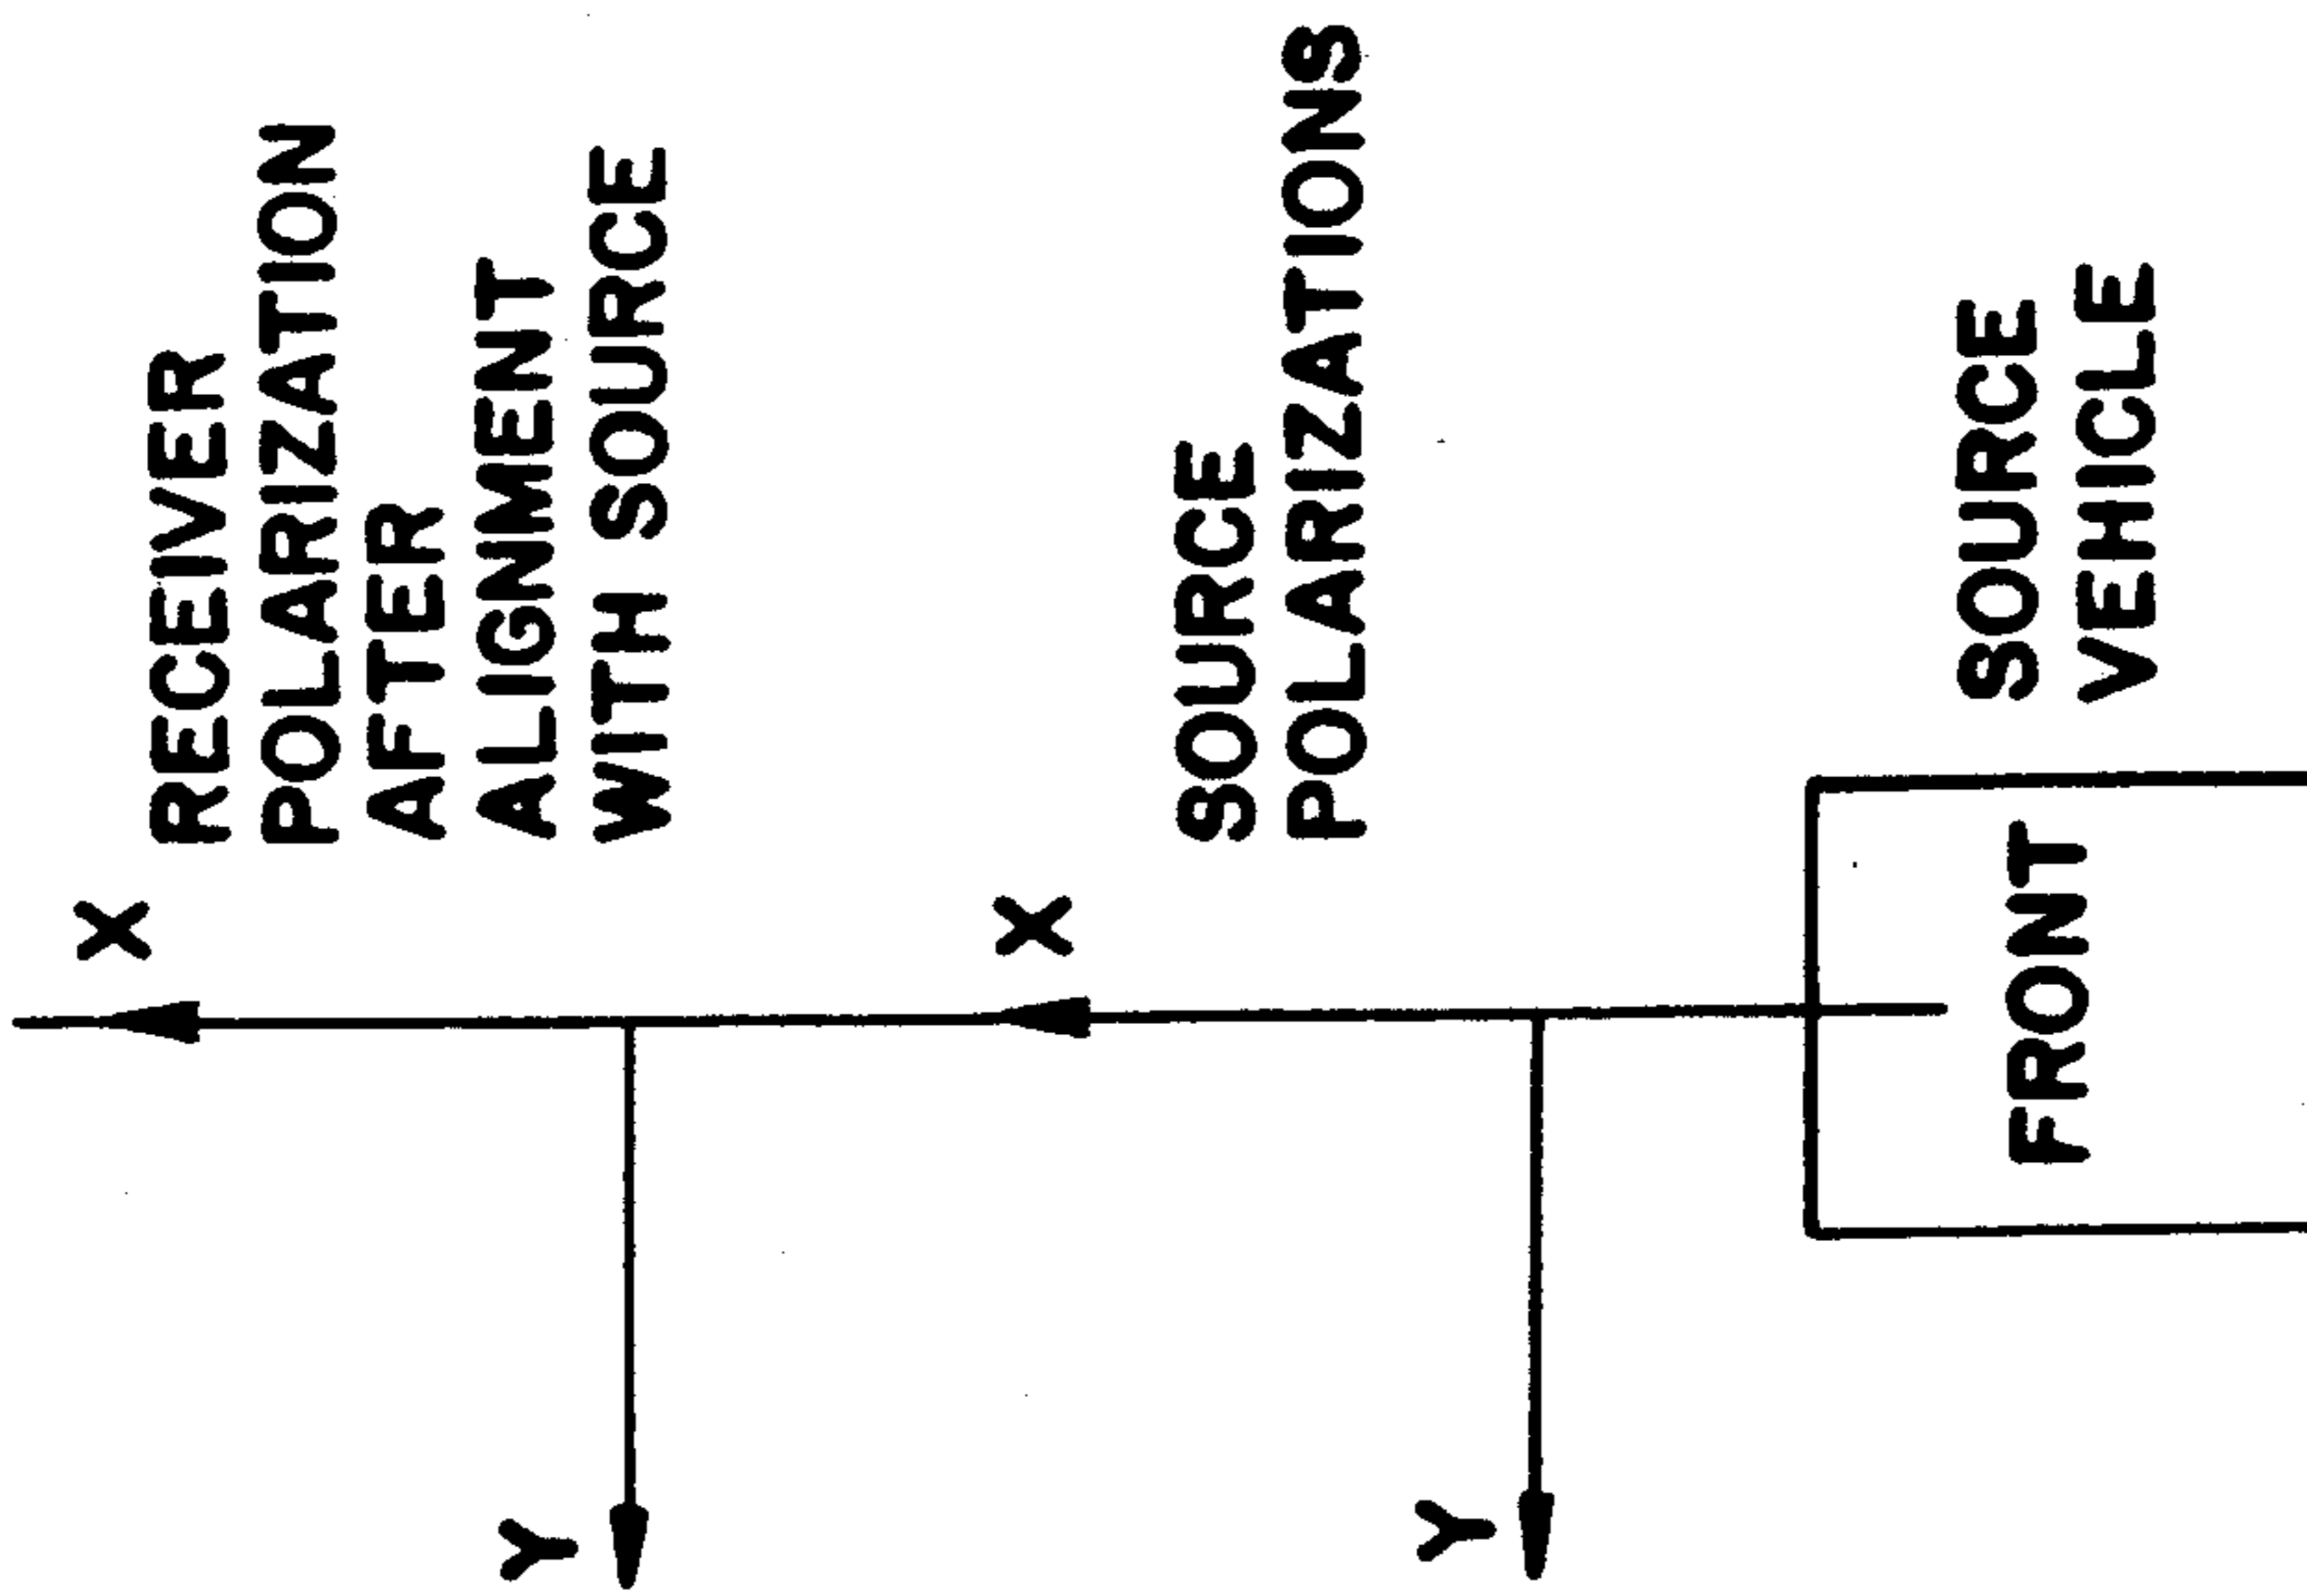 X
RECEIVER
POLARIZATION
AFTER
ALIGNMENT
WITH SOURCE
Y
X
SOURCE
POLARIZATIONS
Y
SOURCE
VEHICLE
FRONT